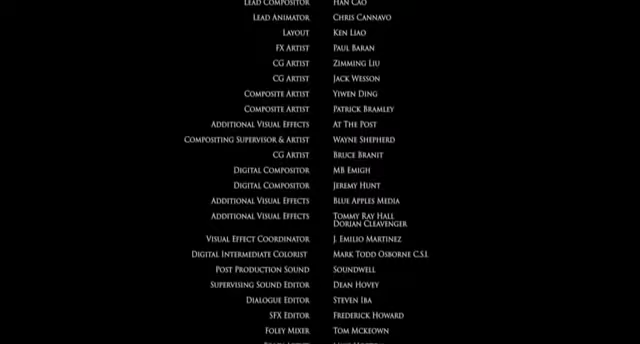 Lead Compositor Han Cao
Lead Animator Chris Cannavo
Layout Ken Liao
FX Artist Paul Baran
CG Artist Zimming Liu
CG Artist Jack Wesson
Composite Artist Yiwen Ding
Composite Artist Patrick Bramley
Additional Visual Effects At The Post
Compositing Supervisor & Artist Wayne Shepherd
CG Artist Bruce Branit
Digital Compositor MB Emigh
Digital Compositor Jeremy Hunt
Additional Visual Effects Blue Apples Media
Additional Visual Effects Tommy Ray Hall
Dorian Cleavenger
Visual Effect Coordinator J. Emilio Martinez
Digital Intermediate Colorist Mark Todd Osborne C.S.I.
Post Production Sound Soundwell
Supervising Sound Editor Dean Hovey
Dialogue Editor Steven Iba
SFX Editor Frederick Howard
Foley Mixer Tom McKeown